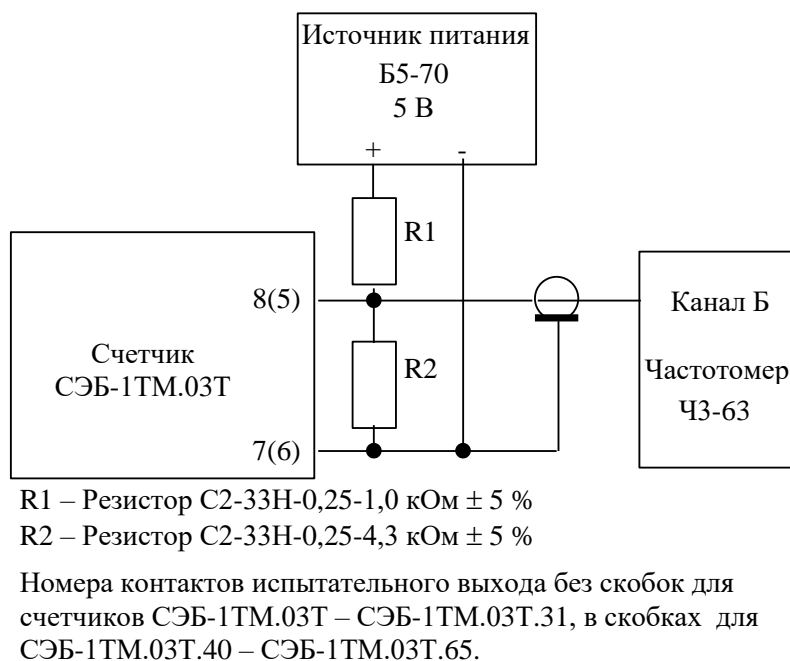 Источник питания
Б5-70
5 В
+ -
R1
8(5)
Канал Б
Счетчик
СЭБ-1ТМ.03Т
R2
Частотомер
Ч3-63
7(6)
R1 – Резистор С2-33Н-0,25-1,0 кОм ± 5 %
R2 – Резистор С2-33Н-0,25-4,3 кОм ± 5 %
Номера контактов испытательного выхода без скобок для
счетчиков СЭБ-1ТМ.03Т – СЭБ-1ТМ.03Т.31, в скобках для
СЭБ-1ТМ.03Т.40 – СЭБ-1ТМ.03Т.65.